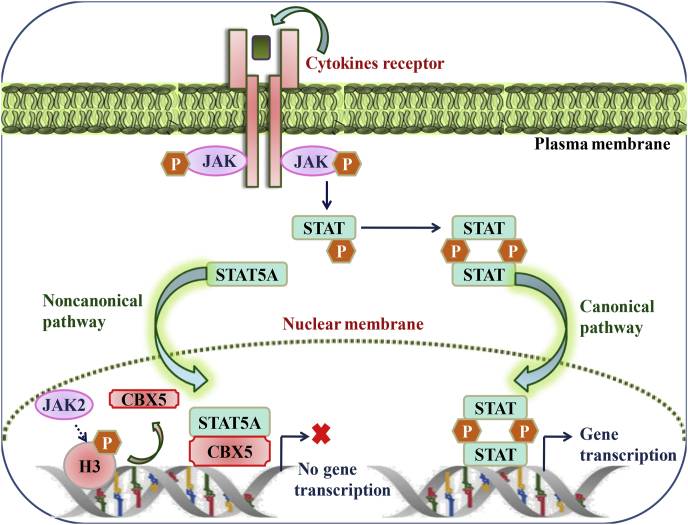 Cytokines receptor
Plasma membrane
P
JAK
JAK
P
STAT
P
STAT
P
P
STAT
STAT5A
Noncanonical
pathway
Canonical
pathway
Nuclear membrane
JAK2
CBX5
P
H3
STAT5A
CBX5
No gene
transcription
STAT
P
P
STAT
Gene
transcription